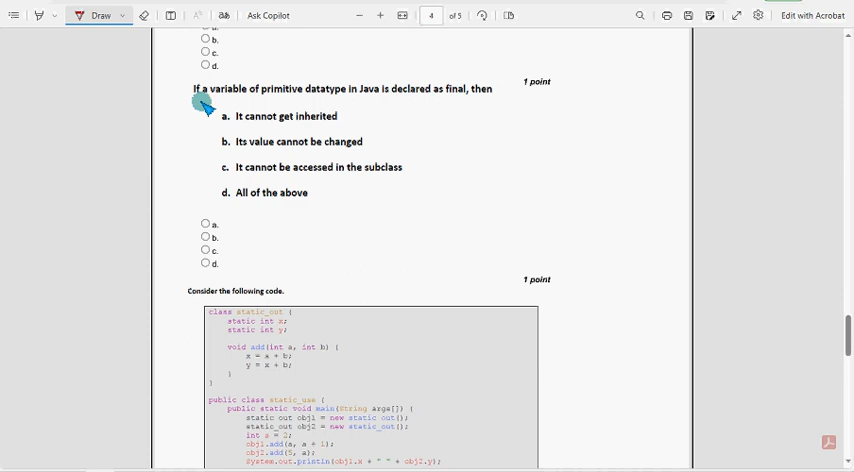 Draw
Ask Copilot
4 of 5
Edit with Acrobat
b.
c.
d.
1 point
If a variable of primitive datatype in Java is declared as final, then
a. It cannot get inherited
b. Its value cannot be changed
c. It cannot be accessed in the subclass
d. All of the above
a.
b.
c.
d.
1 point
Consider the following code.
class static_out {
static int x;
static int y;
void add(int a, int b) {
x = a + b;
y = x + b;
}
}
public class static_use {
public static void main(String args[]) {
static_out obj1 = new static_out();
static_out obj2 = new static_out();
int a = 2;
obj1.add(a, a + 1);
obj2.add(5, a);
System.out.println(obj1.x + " " + obj2.y);